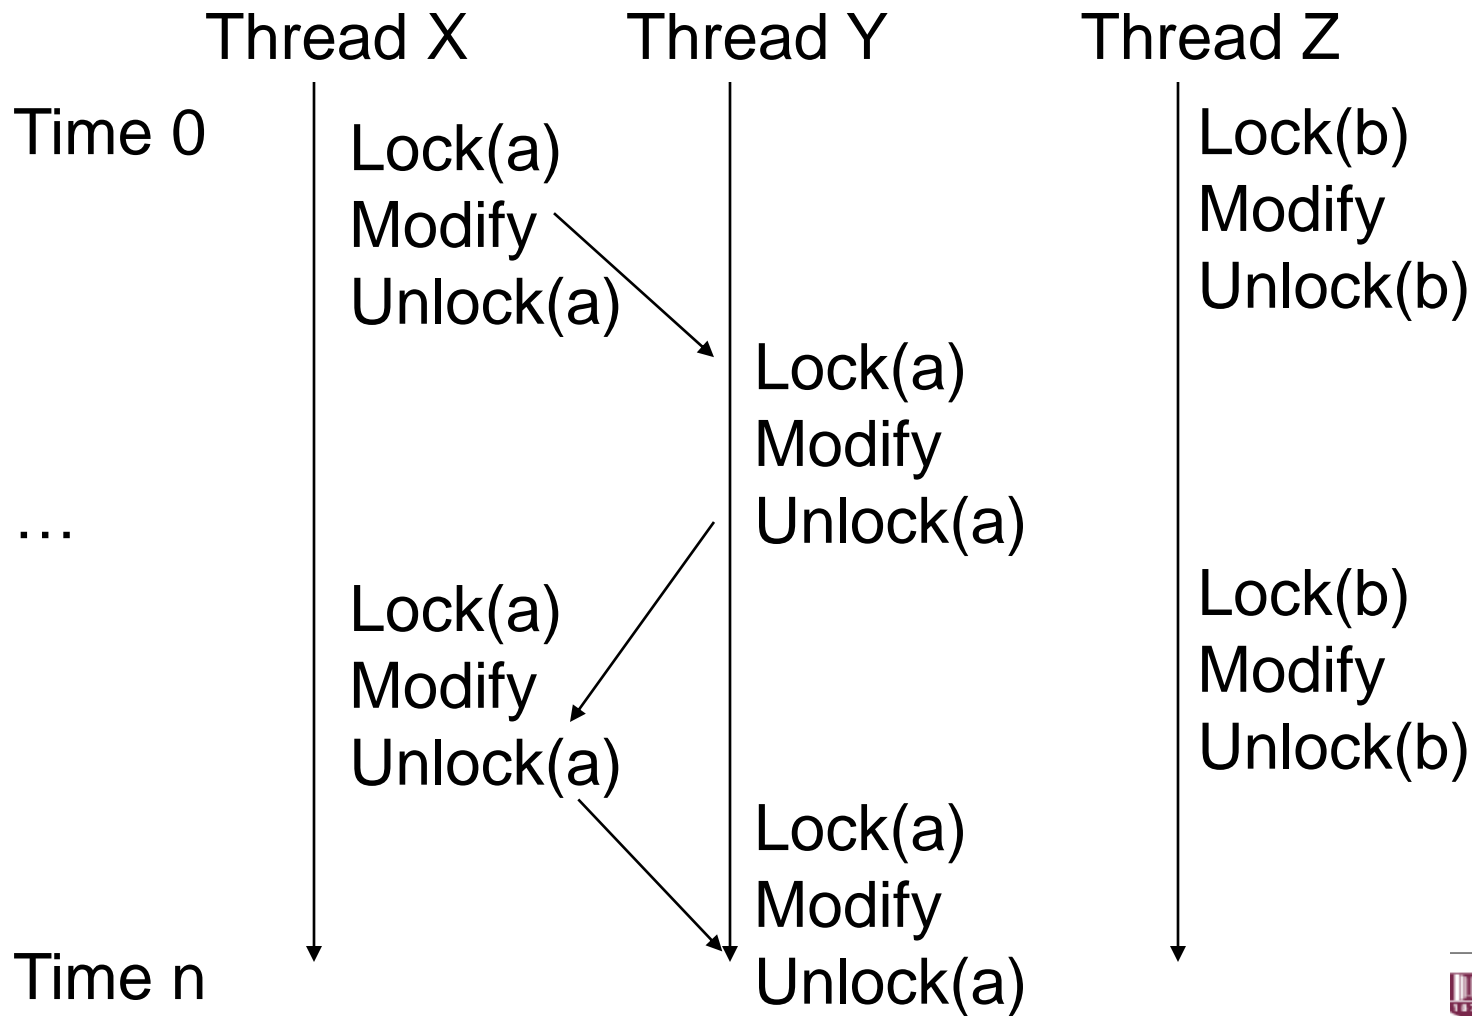 Thread X Thread Y Thread Z
Time 0
Lock(a)
Modify
Unlock(a)
Lock(b)
Modify
Unlock(b)
Lock(a)
Modify
Unlock(a)
…
Lock(a)
Modify
Unlock(a)
Lock(b)
Modify
Unlock(b)
Lock(a)
Modify
Unlock(a)
Time n